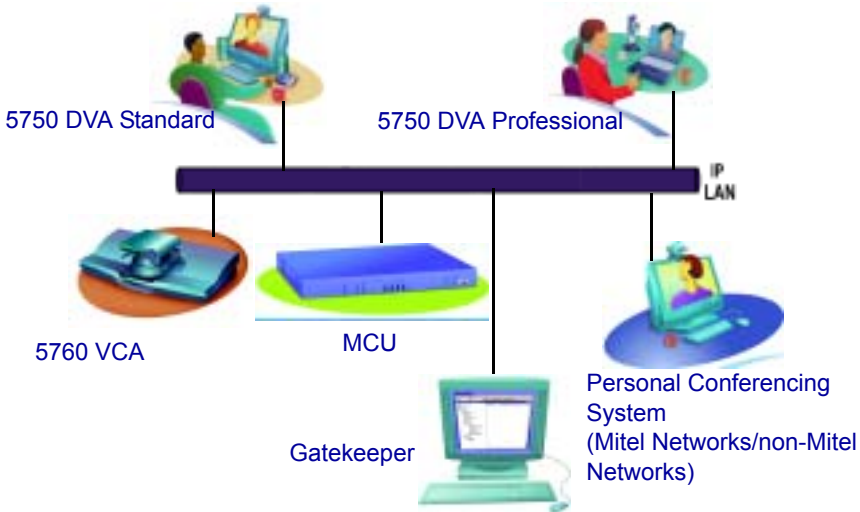 5750 DVA Standard
5750 DVA Professional
IP
LAN
5760 VCA
MCU
Gatekeeper
Personal Conferencing
System
(Mitel Networks/non-Mitel
Networks)